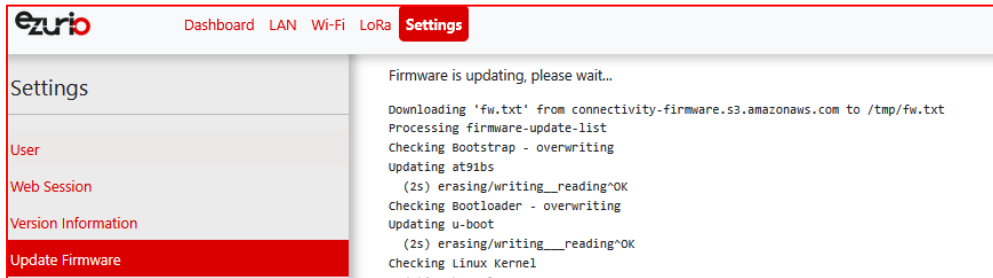 ezurio
Dashboard LAN Wi-Fi LoRa Settings
Settings
User
Web Session
Version Information
Update Firmware
Firmware is updating, please wait...
Downloading 'fw.txt' from connectivity-firmware.s3.amazonaws.com to /tmp/fw.txt
Processing firmware-update-list
Checking Bootstrap - overwriting
Updating at91bs
(2s) erasing/writing__reading^OK
Checking Bootloader - overwriting
Updating u-boot
(2s) erasing/writing___reading^OK
Checking Linux Kernel